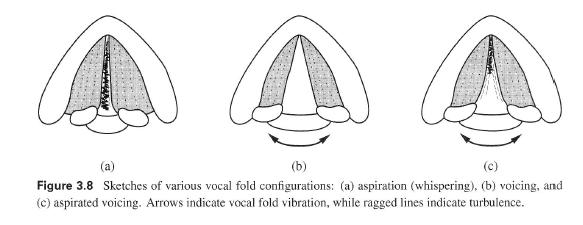 (a)
(b)
(c)
Figure 3.8 Sketches of various vocal fold configurations: (a) aspiration (whispering), (b) voicing, and
(c) aspirated voicing. Arrows indicate vocal fold vibration, while ragged lines indicate turbulence.